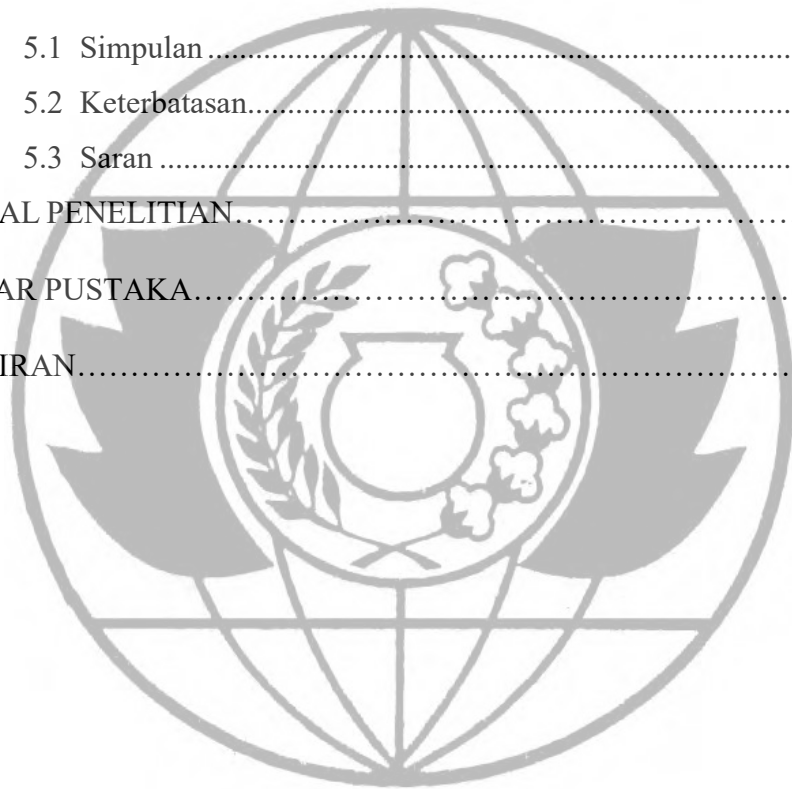 5.1 Simpulan ........................................................................
5.2 Keterbatasan....................................................................
5.3 Saran ..............................................................................
AL PENELITIAN……………………………………………………
AR PUSTAKA…………………………………………………………
IRAN……………………………………………………………………